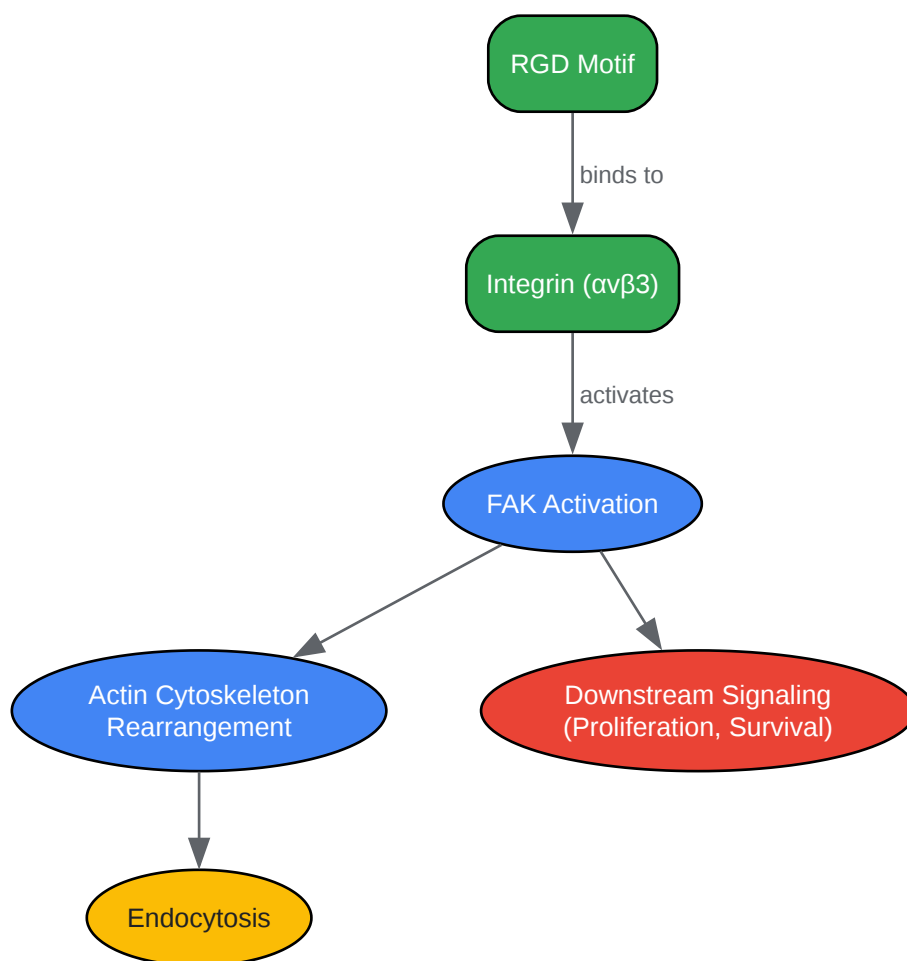 RGD Motif
binds to
Integrin (αvβ3)
activates
FAK Activation
Actin Cytoskeleton
Rearrangement
Downstream Signaling
(Proliferation, Survival)
Endocytosis